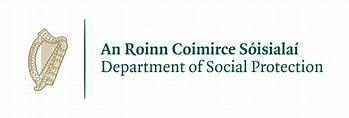 An Roinn Coimirce Sóisialaí
Department of Social Protection